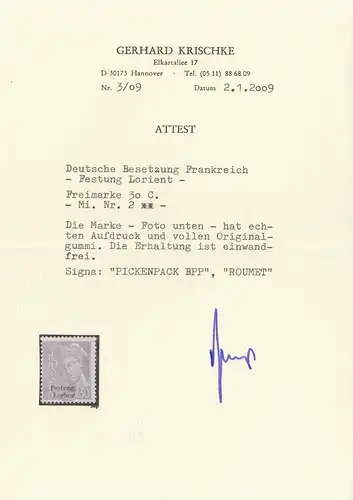 GERHARD KRISCHKE
Elkartallee 17
D-30173 Hannover · Tel. (05 11) 88 68 09
Nr. 3/09 Datum 2.1.2009
ATTEST
Deutsche Besetzung Frankreich
- Festung Lorient -
Freimarke 30 C.
- Mi. Nr. 2 ** -
Die Marke - Foto unten - hat ech-
ten Aufdruck und vollen Original-
gummi. Die Erhaltung ist einwand-
frei.
Signa: "PICKENPACK BPP", "ROUMET"
Festung
Lorient